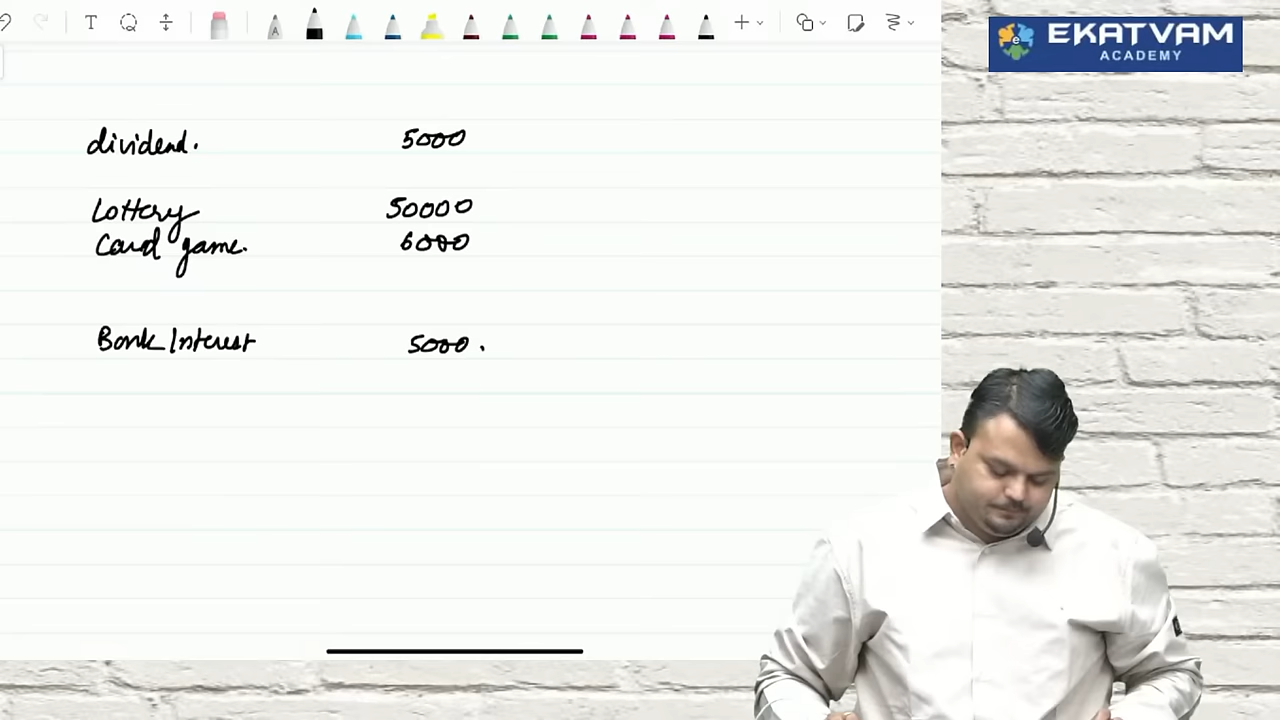 T
A
EKATVAM
ACADEMY
dividend. 5000
Lottery 50000
Card game. 6000
Bank Interest 5000.